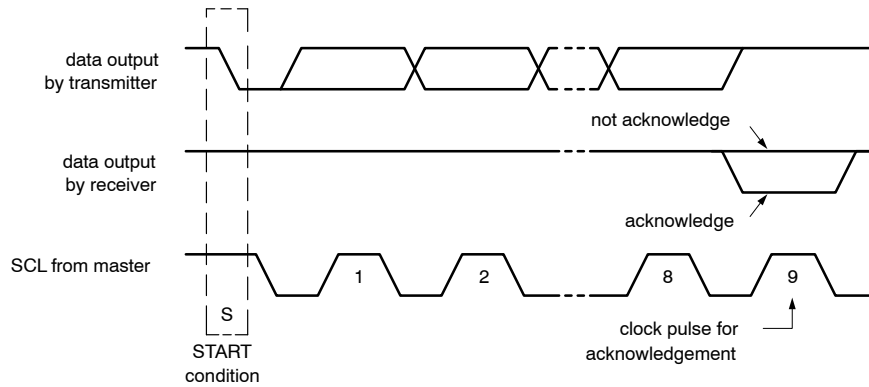 data output
by transmitter
not acknowledge
data output
by receiver
acknowledge
SCL from master
1
2
8
9
S
START
condition
clock pulse for
acknowledgement